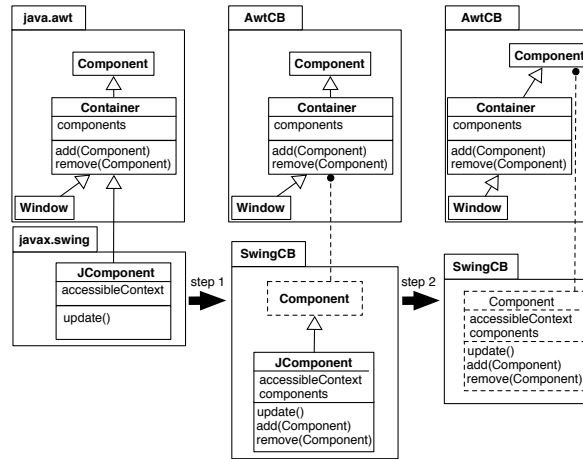 java.awt
Component
Container
components
add(Component)
remove(Component)
Window
javax.swing
JComponent
accessibleContext
update()
step 1
AwtCB
Component
Container
components
add(Component)
remove(Component)
Window
SwingCB
Component
JComponent
accessibleContext
components
update()
add(Component)
remove(Component)
step 2
AwtCB
Component
Container
components
add(Component)
remove(Component)
Window
SwingCB
Component
accessibleContext
components
update()
add(Component)
remove(Component)